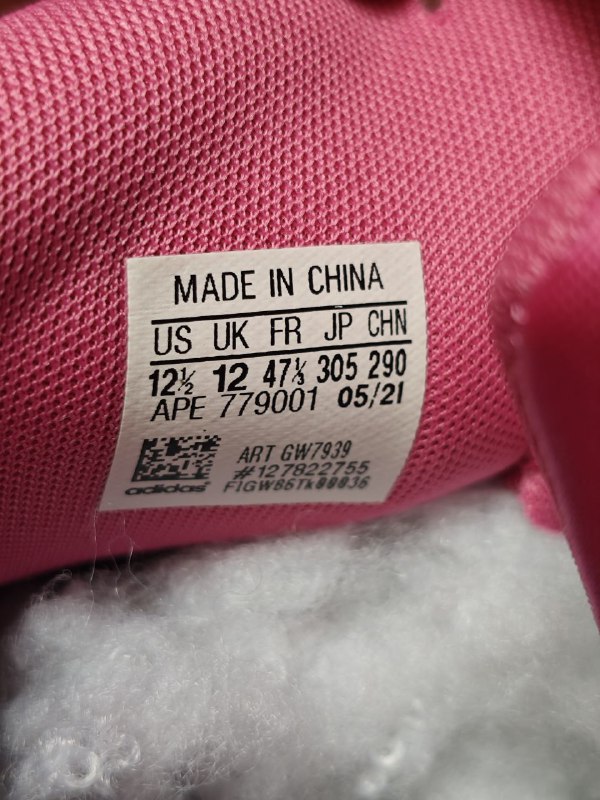 MADE IN CHINA
US UK FR JP CHN
12½ 12 47⅓ 305 290
APE 779001 05/21
ART GW7939
#127822755
adidas F1GW86Tk00036